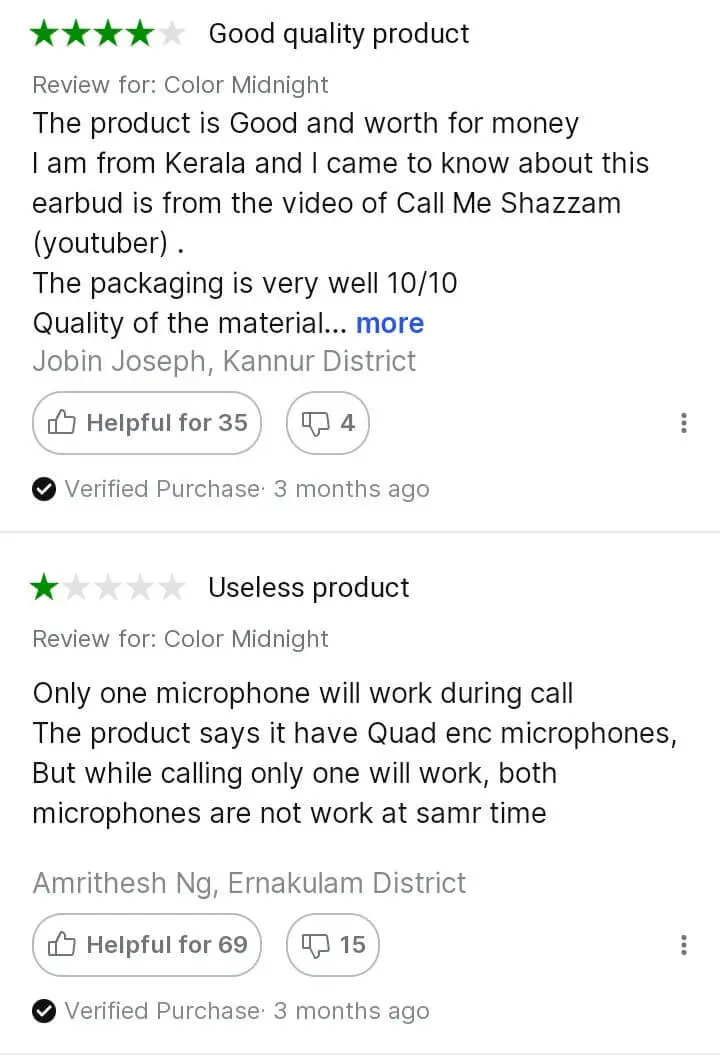 Good quality product
Review for: Color Midnight
The product is Good and worth for money
I am from Kerala and I came to know about this
earbud is from the video of Call Me Shazzam
(youtuber) .
The packaging is very well 10/10
Quality of the material... more
Jobin Joseph, Kannur District
Helpful for 35
4
Verified Purchase· 3 months ago
Useless product
Review for: Color Midnight
Only one microphone will work during call
The product says it have Quad enc microphones,
But while calling only one will work, both
microphones are not work at samr time
Amrithesh Ng, Ernakulam District
Helpful for 69
15
Verified Purchase· 3 months ago